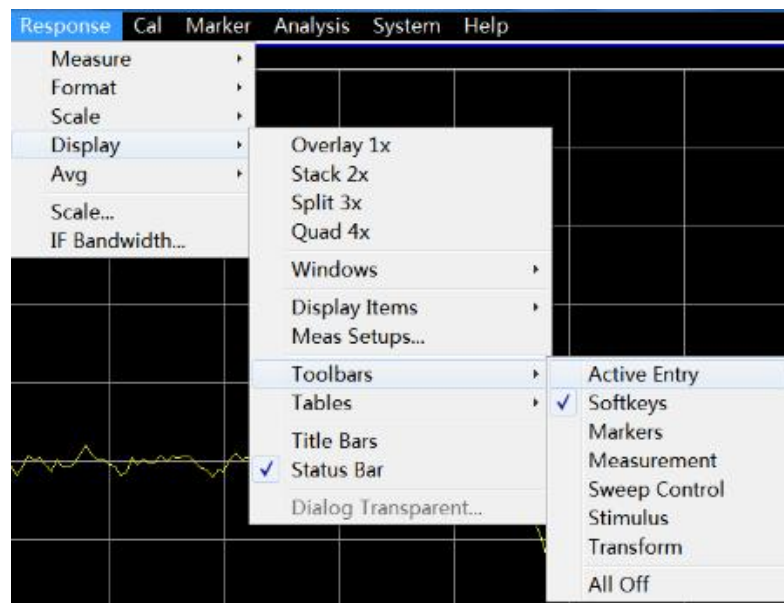 Response Cal Marker Analysis System Help
Measure
Format
Scale
Display
Avg
Scale...
IF Bandwidth...
Overlay 1x
Stack 2x
Split 3x
Quad 4x
Windows
Display Items
Meas Setups...
Toolbars
Tables
Title Bars
Status Bar
Dialog Transparent...
Active Entry
Softkeys
Markers
Measurement
Sweep Control
Stimulus
Transform
All Off